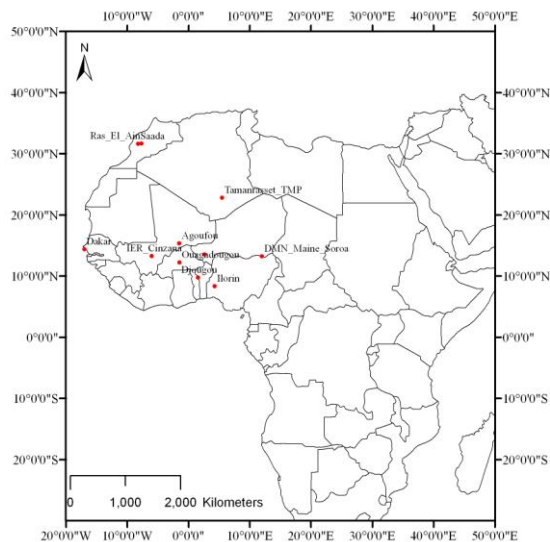 10°0'0"W 0°0'0" 10°0'0"E 20°0'0"E 30°0'0"E 40°0'0"E 50°0'0"E
50°0'0"N 50°0'0"N
N
40°0'0"N 40°0'0"N
Ras_El_AinSaada
30°0'0"N 30°0'0"N
Tamanrasset_TMP
20°0'0"N 20°0'0"N
Agoufou
Dakar IER_Cinzana DMN_Maine_Soroa
Ouagadougou
10°0'0"N 10°0'0"N
Djougou
Ilorin
0°0'0" 0°0'0"
10°0'0"S 10°0'0"S
20°0'0"S 20°0'0"S
0 1,000 2,000 Kilometers
20°0'0"W 10°0'0"W 0°0'0" 10°0'0"E 20°0'0"E 30°0'0"E 40°0'0"E 50°0'0"E